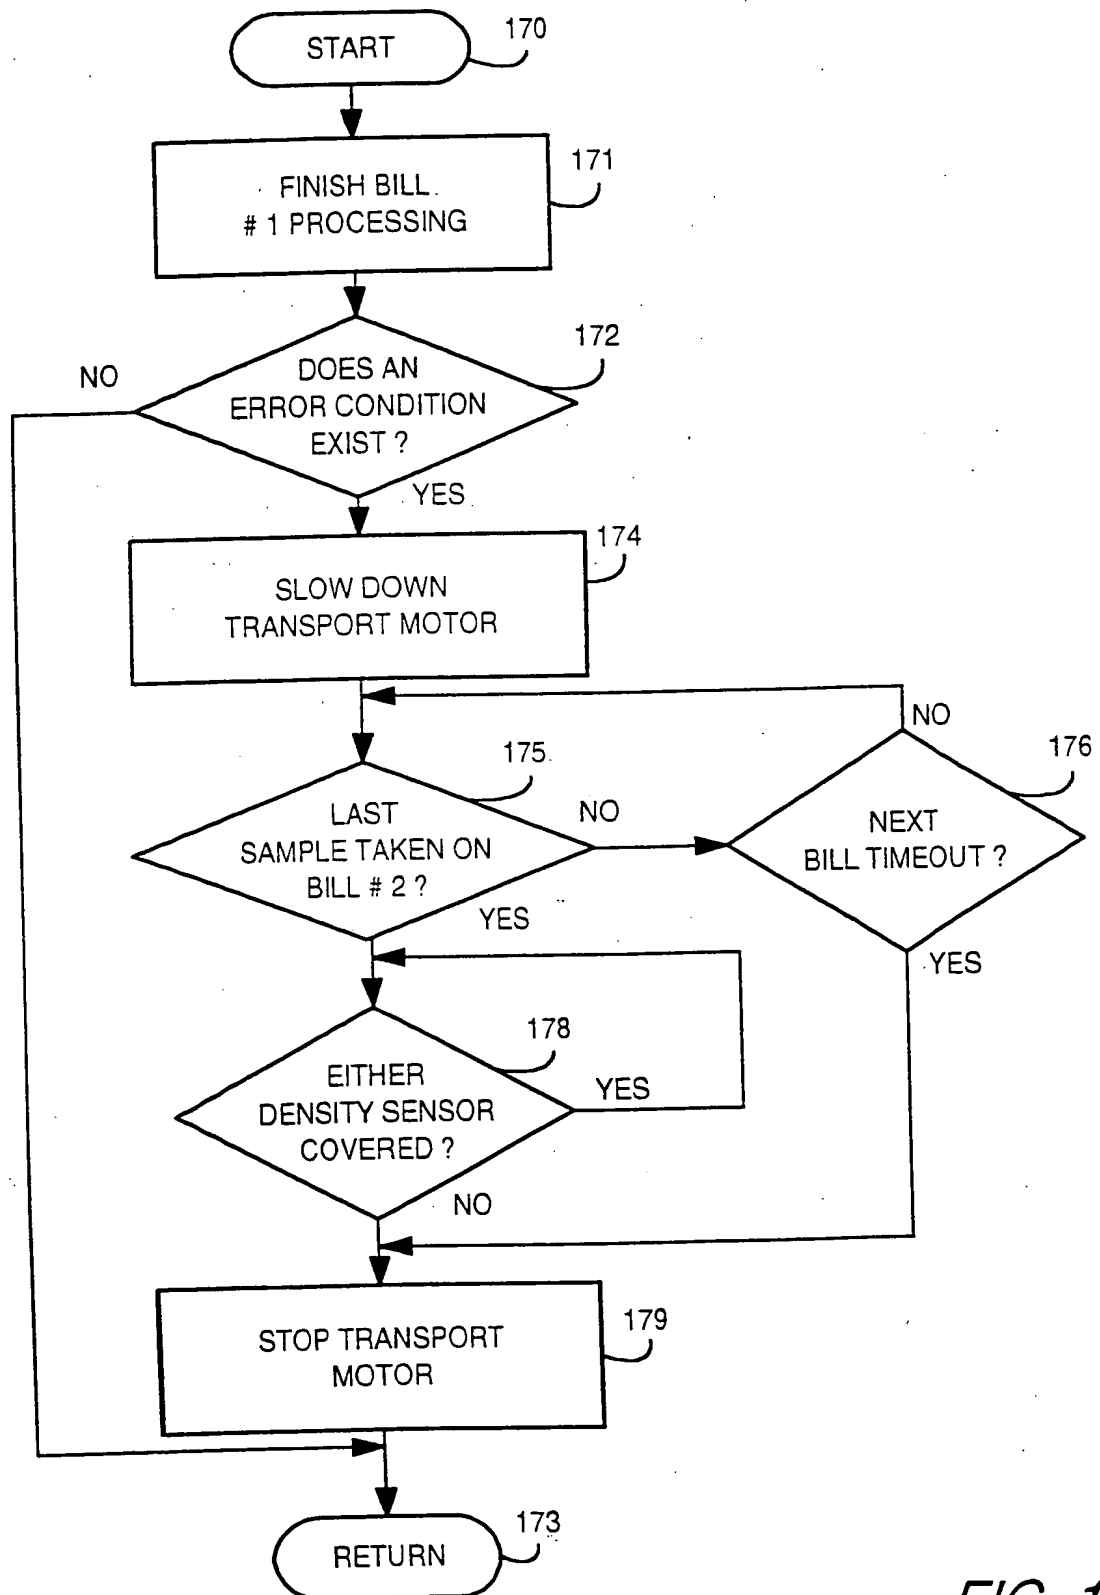 START
170
FINISH BILL
# 1 PROCESSING
171
DOES AN
ERROR CONDITION
EXIST ?
172
NO
YES
SLOW DOWN
TRANSPORT MOTOR
174
LAST
SAMPLE TAKEN ON
BILL # 2 ?
175
NO
YES
NEXT
BILL TIMEOUT ?
176
NO
YES
EITHER
DENSITY SENSOR
COVERED ?
178
YES
NO
STOP TRANSPORT
MOTOR
179
RETURN
173